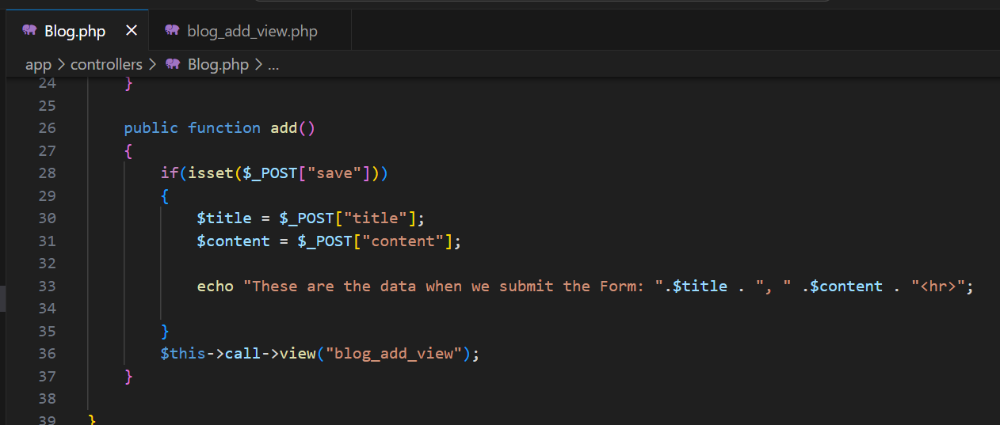 Blog.php
blog_add_view.php
app > controllers > Blog.php > ...
24 }
25
26 public function add()
27 {
28 if(isset($_POST["save"]))
29 {
30 $title = $_POST["title"];
31 $content = $_POST["content"];
32
33 echo "These are the data when we submit the Form: ".$title . ", " .$content . "<hr>";
34
35 }
36 $this->call->view("blog_add_view");
37 }
38
39 }